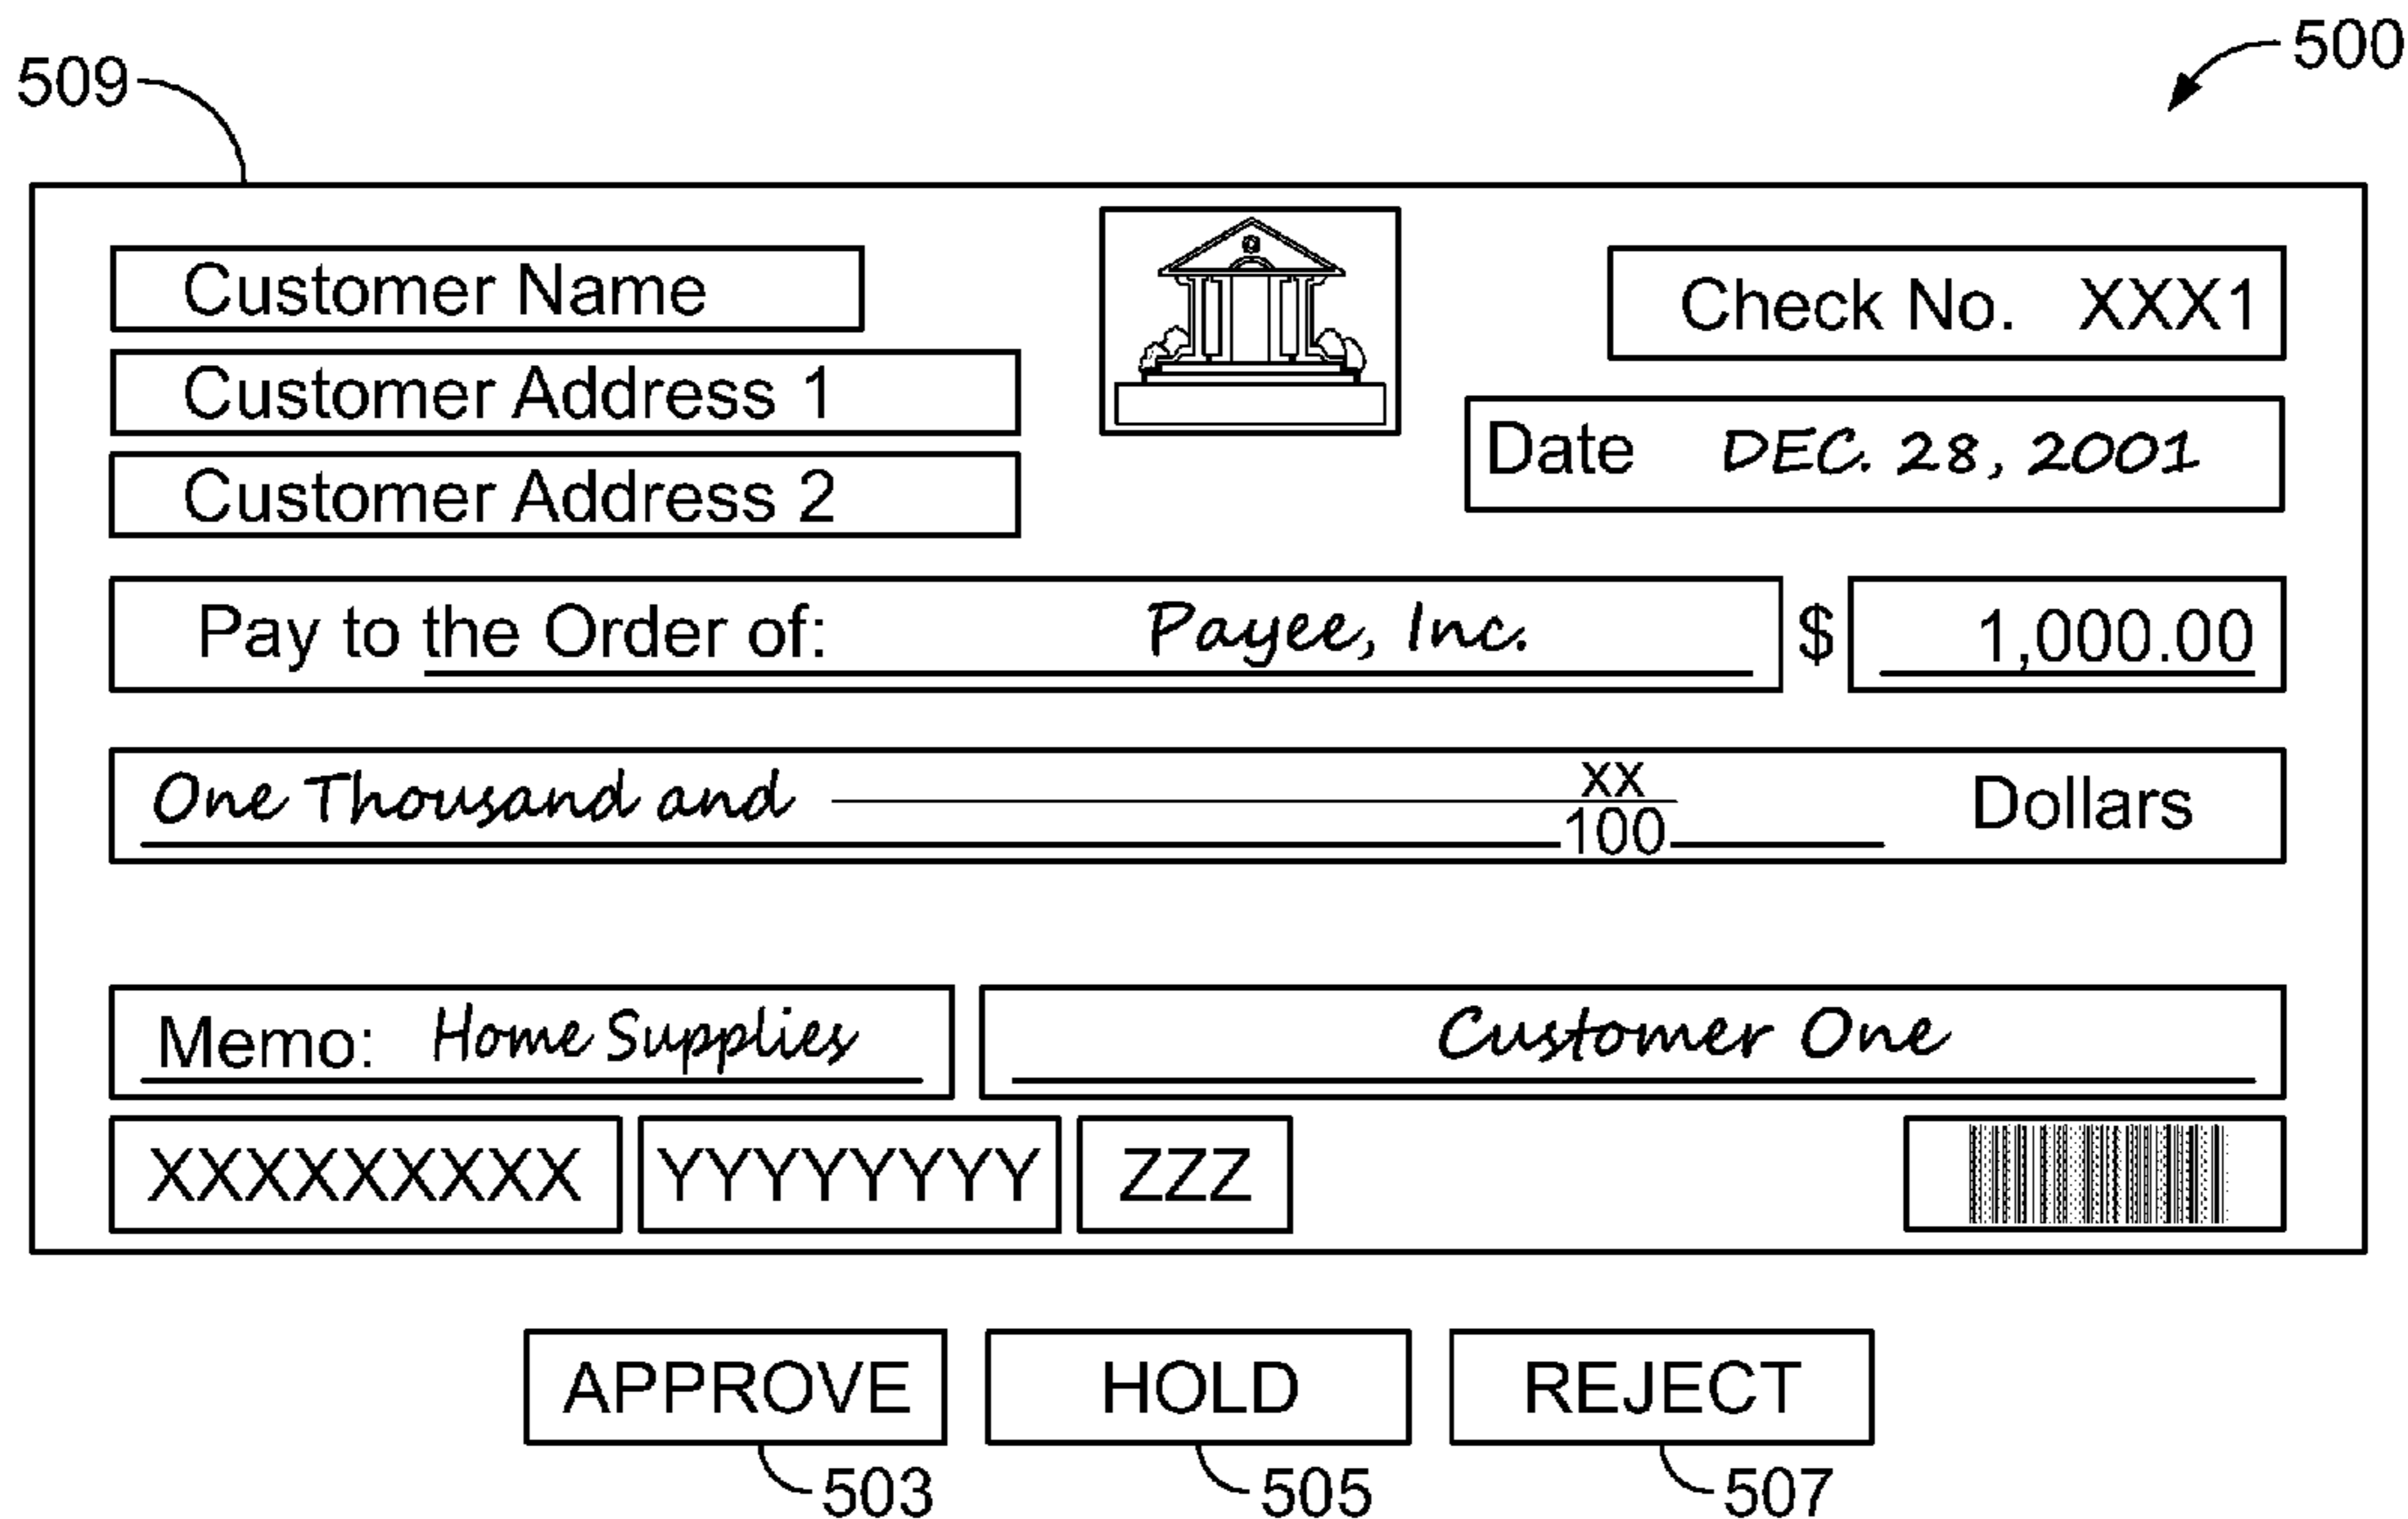 500
509
Customer Name
Check No. XXX1
Customer Address 1
Date DEC. 28, 2001
Customer Address 2
Pay to the Order of: Payee, Inc. $ 1,000.00
One Thousand and xx/100 Dollars
Memo: Home Supplies
Customer One
XXXXXXXXX YYYYYYYY ZZZ
APPROVE HOLD REJECT
503 505 507